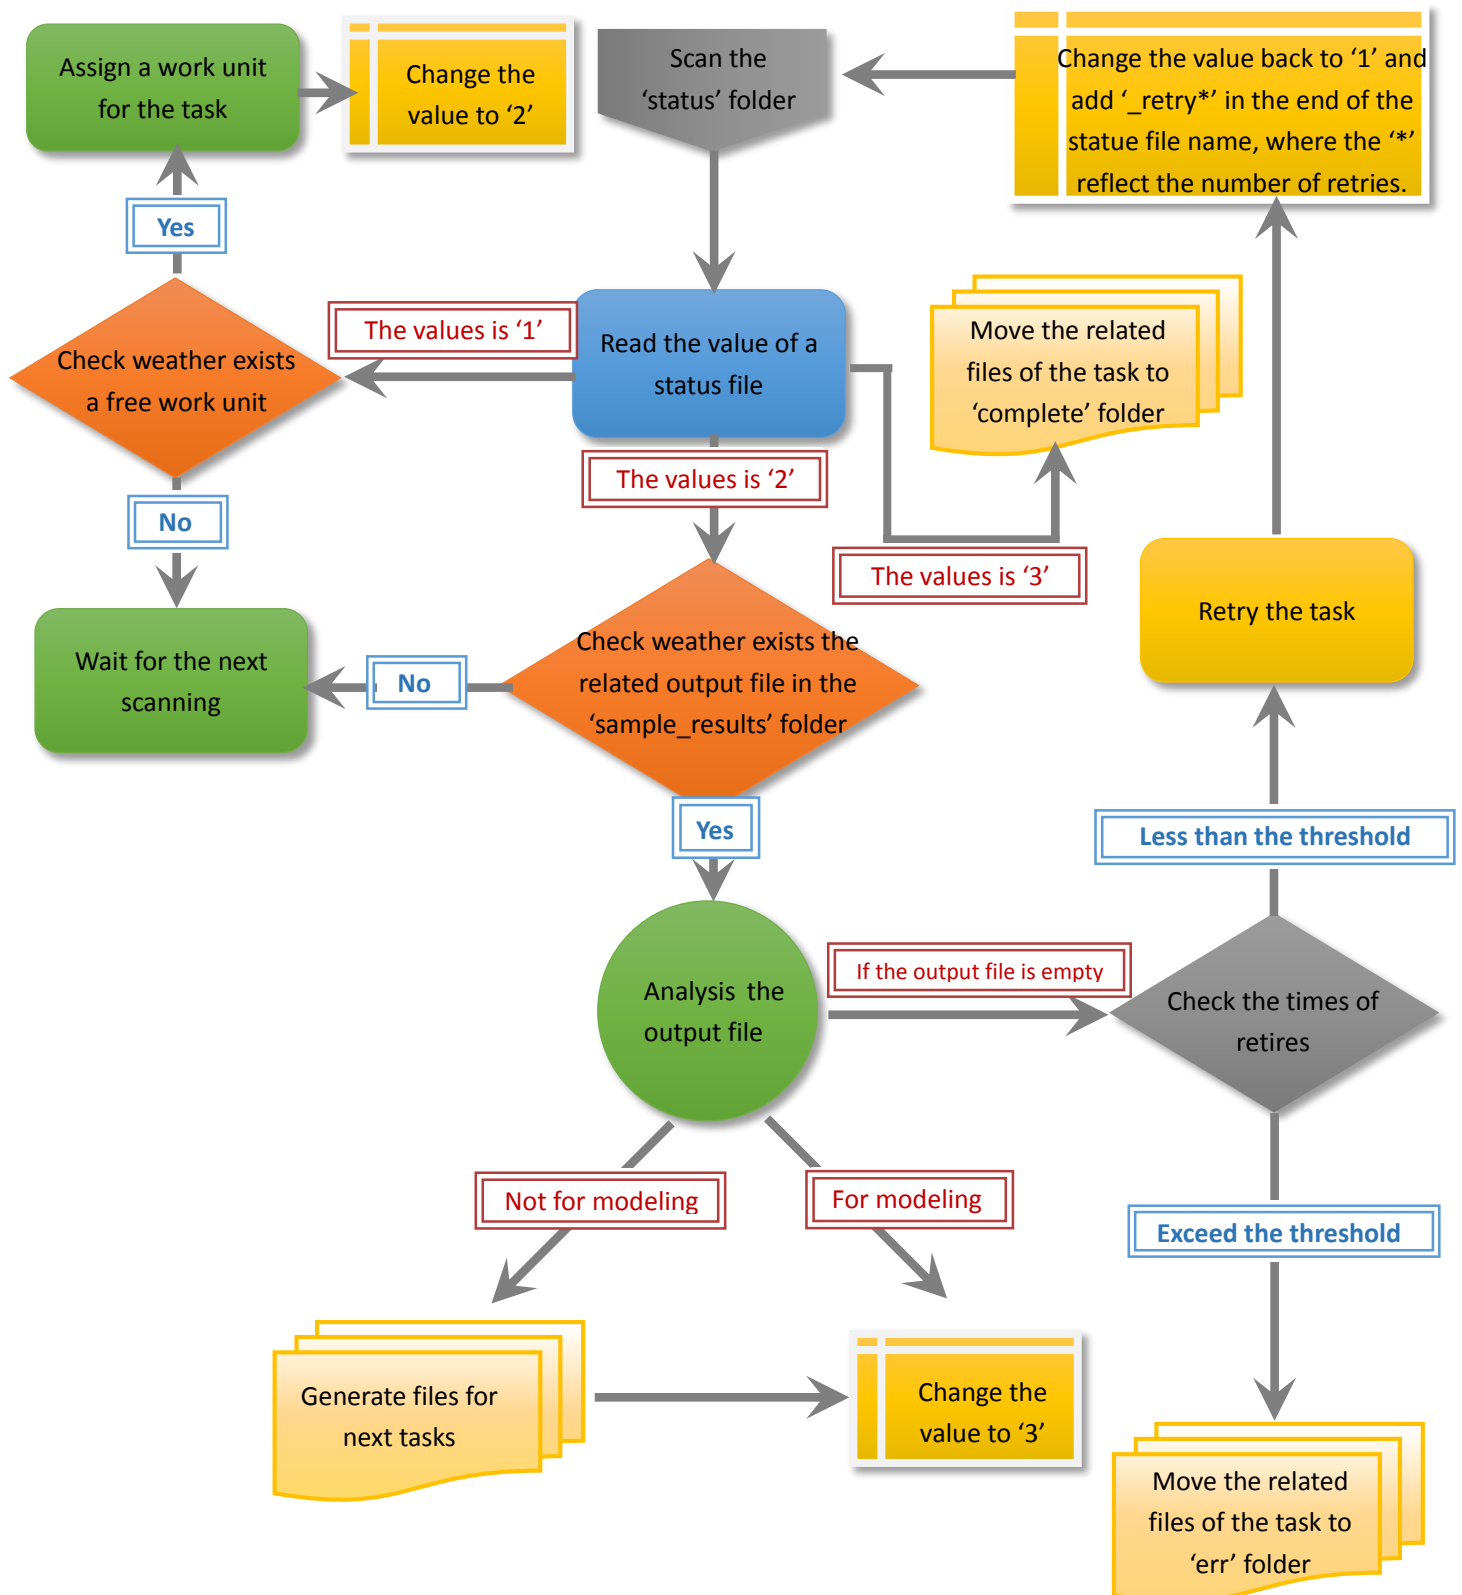 Assign a work unit
for the task
Change the
value to ‘2’
Scan the
‘status’ folder
Change the value back to ‘1’ and
add ‘_retry*’ in the end of the
statue file name, where the ‘*’
reflect the number of retries.
Yes
The values is ‘1’
Read the value of a
status file
Move the related
files of the task to
‘complete’ folder
Check weather exists
a free work unit
The values is ‘2’
No
The values is ‘3’
Retry the task
Wait for the next
scanning
No
Check weather exists the
related output file in the
‘sample_results’ folder
Yes
Less than the threshold
Analysis  the
output file
If the output file is empty
Check the times of
retires
Not for modeling
For modeling
Exceed the threshold
Generate files for
next tasks
Change the
value to ‘3’
Move the related
files of the task to
‘err’ folder